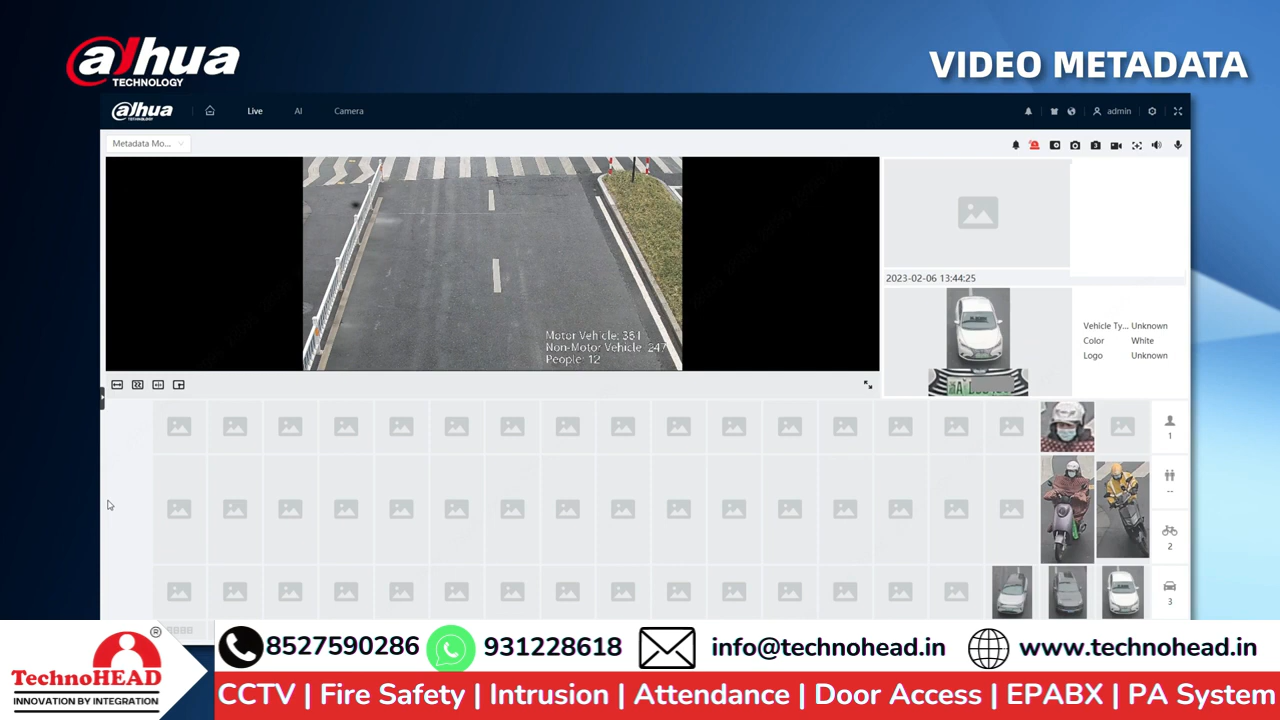 alhua
TECHNOLOGY
VIDEO METADATA
alhua
TECHNOLOGY
Live
AI
Camera
admin
Metadata Mo...
2023-02-06 13:44:25
Motor Vehicle: 361
Non-Motor Vehicle: 247
People: 12
Vehicle Ty... Unknown
Color White
Logo Unknown
1
--
2
3
TechnoHEAD ®
INNOVATION BY INTEGRATION
8527590286
931228618
info@technohead.in
www.technohead.in
CCTV | Fire Safety | Intrusion | Attendance | Door Access | EPABX | PA System